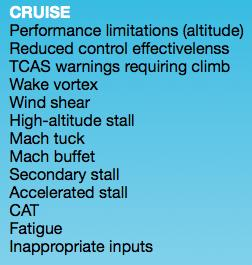 CRUISE
Performance limitations (altitude)
Reduced control effectivelenss
TCAS warnings requiring climb
Wake vortex
Wind shear
High-altitude stall
Mach tuck
Mach buffet
Secondary stall
Accelerated stall
CAT
Fatigue
Inappropriate inputs